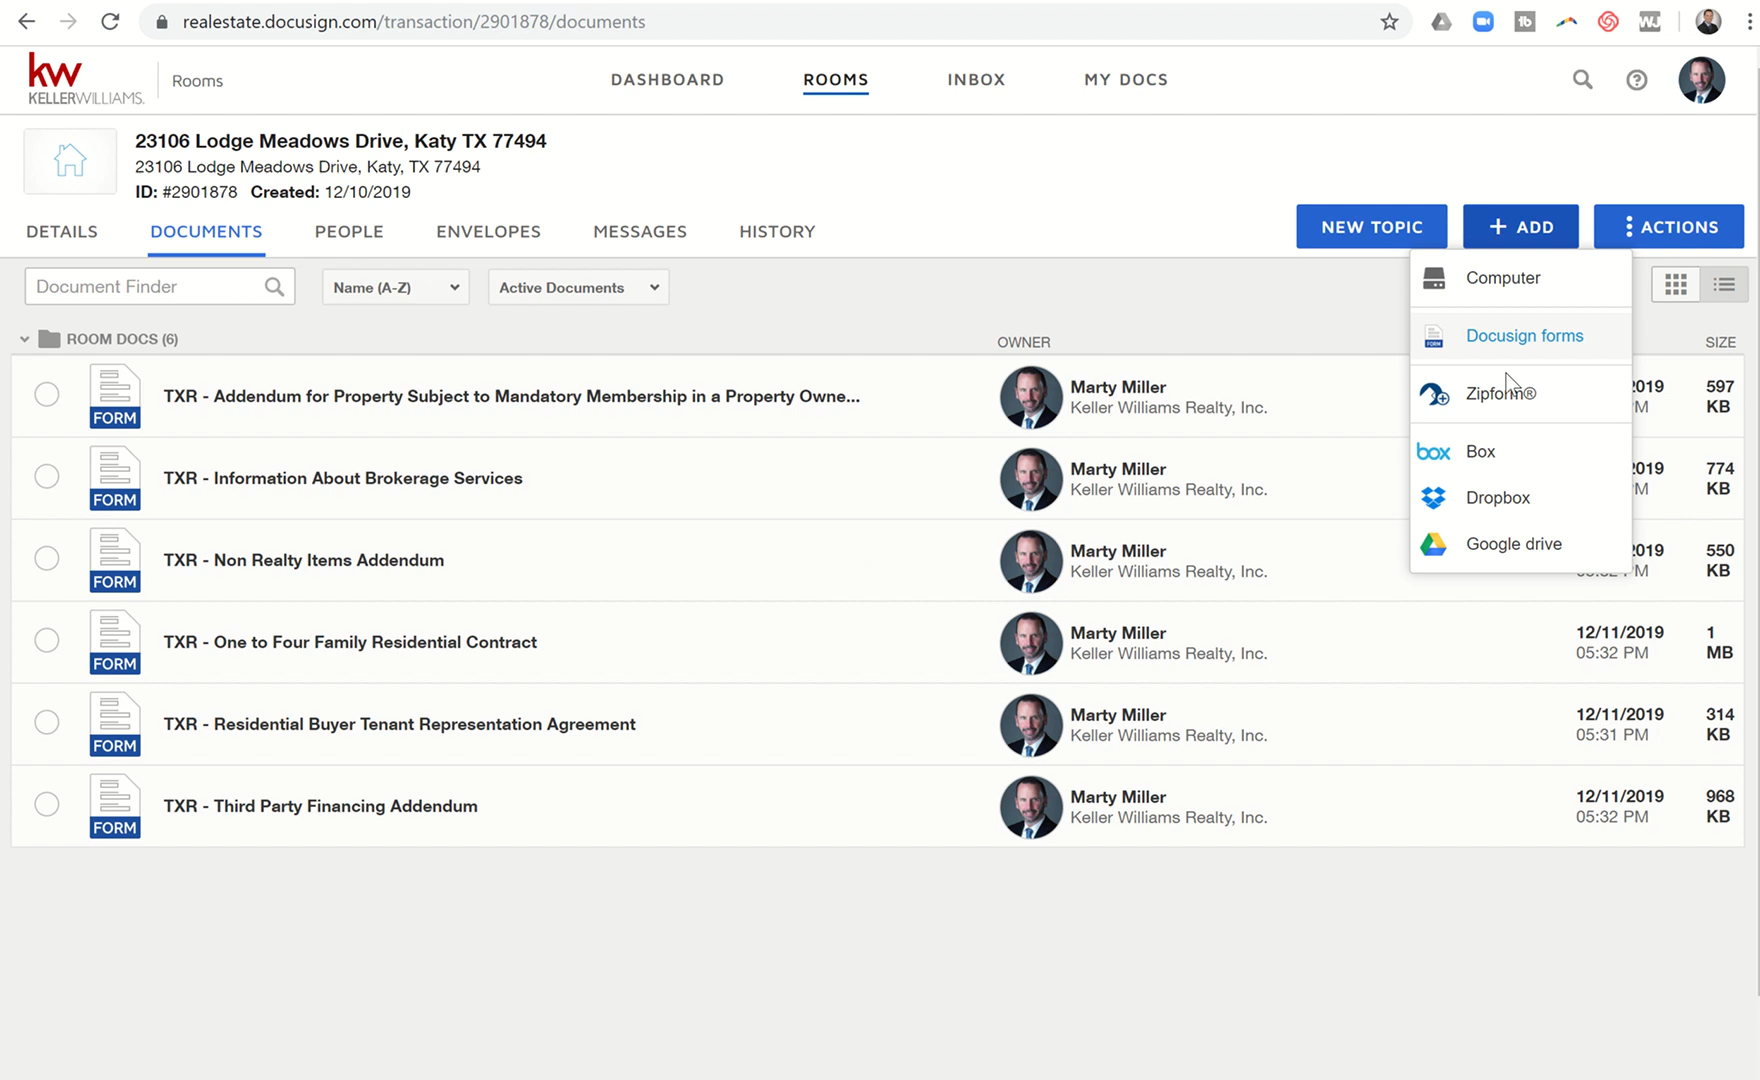 realestate.docusign.com/transaction/2901878/documents
kw
KELLERWILLIAMS.
Rooms
DASHBOARD
ROOMS
INBOX
MY DOCS
23106 Lodge Meadows Drive, Katy TX 77494
23106 Lodge Meadows Drive, Katy, TX 77494
ID: #2901878 Created: 12/10/2019
DETAILS
DOCUMENTS
PEOPLE
ENVELOPES
MESSAGES
HISTORY
NEW TOPIC
+ ADD
ACTIONS
Document Finder
Name (A-Z)
Active Documents
Computer
Docusign forms
Zipform®
Box
Dropbox
Google drive
ROOM DOCS (6)
OWNER
SIZE
FORM
TXR - Addendum for Property Subject to Mandatory Membership in a Property Owne...
Marty Miller
Keller Williams Realty, Inc.
597
KB
FORM
TXR - Information About Brokerage Services
Marty Miller
Keller Williams Realty, Inc.
774
KB
FORM
TXR - Non Realty Items Addendum
Marty Miller
Keller Williams Realty, Inc.
550
KB
FORM
TXR - One to Four Family Residential Contract
Marty Miller
Keller Williams Realty, Inc.
12/11/2019
05:32 PM
1
MB
FORM
TXR - Residential Buyer Tenant Representation Agreement
Marty Miller
Keller Williams Realty, Inc.
12/11/2019
05:31 PM
314
KB
FORM
TXR - Third Party Financing Addendum
Marty Miller
Keller Williams Realty, Inc.
12/11/2019
05:32 PM
968
KB